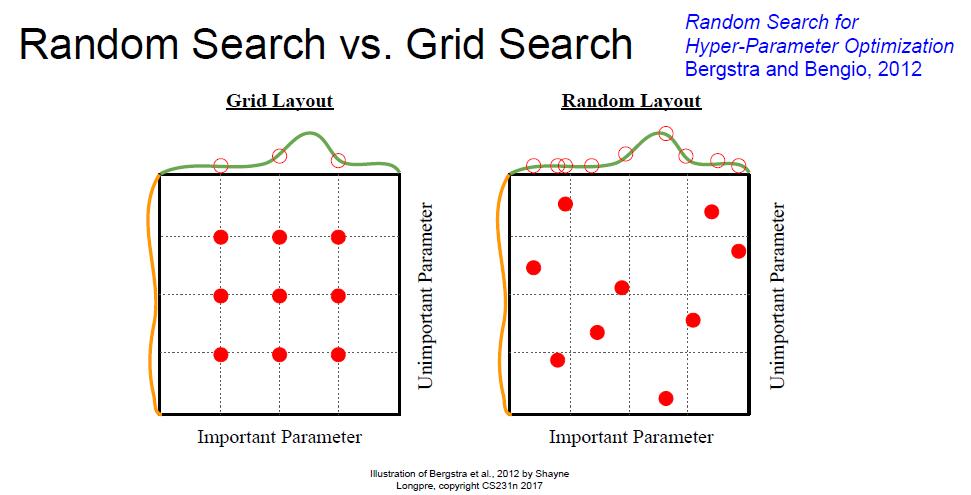 Random Search vs. Grid Search
Random Search for
Hyper-Parameter Optimization
Bergstra and Bengio, 2012
Grid Layout
Unimportant Parameter
Important Parameter
Random Layout
Unimportant Parameter
Important Parameter
Illustration of Bergstra et al., 2012 by Shayne
Longpre, copyright CS231n 2017